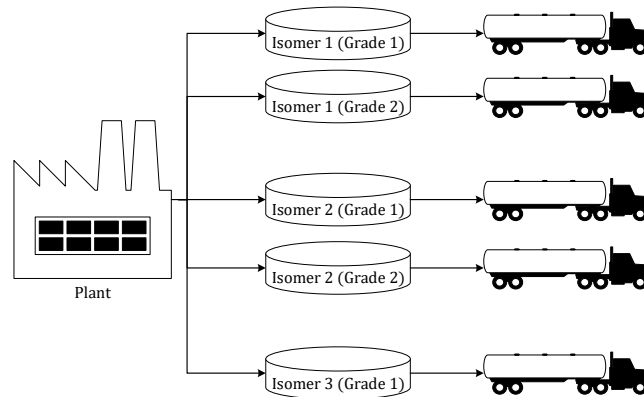 Isomer 1 (Grade 1)
Isomer 1 (Grade 2)
Isomer 2 (Grade 1)
Isomer 2 (Grade 2)
Plant
Isomer 3 (Grade 1)